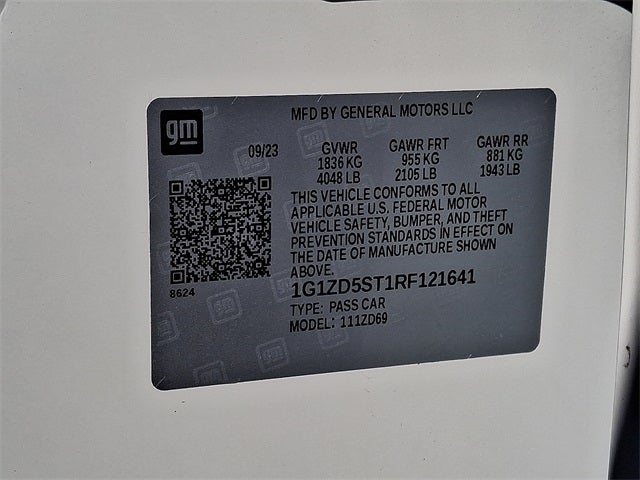 MFD BY GENERAL MOTORS LLC
gm
09/23
GVWR GAWR FRT GAWR RR
1836 KG 955 KG 881 KG
4048 LB 2105 LB 1943 LB
THIS VEHICLE CONFORMS TO ALL
APPLICABLE U.S. FEDERAL MOTOR
VEHICLE SAFETY, BUMPER, AND THEFT
PREVENTION STANDARDS IN EFFECT ON
THE DATE OF MANUFACTURE SHOWN
ABOVE.
8624
1G1ZD5ST1RF121641
TYPE: PASS CAR
MODEL: 111ZD69